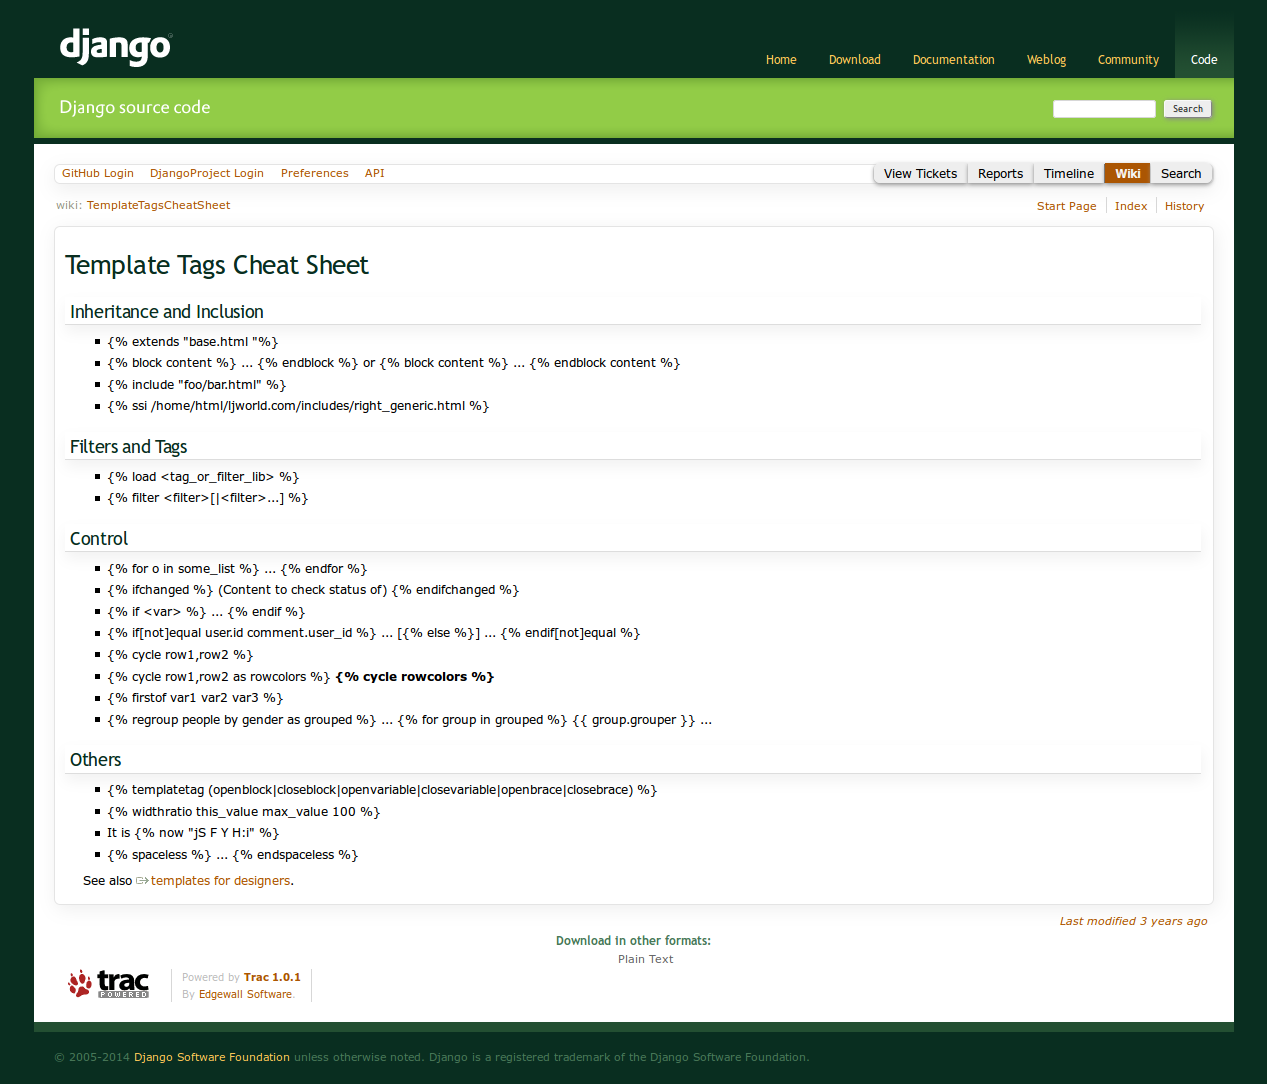 django
Home Download Documentation Weblog Community Code
Django source code
Search
GitHub Login DjangoProject Login Preferences API
View Tickets Reports Timeline Wiki Search
wiki: TemplateTagsCheatSheet
Start Page Index History
Template Tags Cheat Sheet
Inheritance and Inclusion
{% extends "base.html "%}
{% block content %} ... {% endblock %} or {% block content %} ... {% endblock content %}
{% include "foo/bar.html" %}
{% ssi /home/html/ljworld.com/includes/right_generic.html %}
Filters and Tags
{% load <tag_or_filter_lib> %}
{% filter <filter>[|<filter>...] %}
Control
{% for o in some_list %} ... {% endfor %}
{% ifchanged %} (Content to check status of) {% endifchanged %}
{% if <var> %} ... {% endif %}
{% if[not]equal user.id comment.user_id %} ... [{% else %}] ... {% endif[not]equal %}
{% cycle row1,row2 %}
{% cycle row1,row2 as rowcolors %} {% cycle rowcolors %}
{% firstof var1 var2 var3 %}
{% regroup people by gender as grouped %} ... {% for group in grouped %} {{ group.grouper }} ...
Others
{% templatetag (openblock|closeblock|openvariable|closevariable|openbrace|closebrace) %}
{% widthratio this_value max_value 100 %}
It is {% now "jS F Y H:i" %}
{% spaceless %} ... {% endspaceless %}
See also templates for designers.
Last modified 3 years ago
Download in other formats:
Plain Text
trac
POWERED
Powered by Trac 1.0.1
By Edgewall Software.
© 2005-2014 Django Software Foundation unless otherwise noted. Django is a registered trademark of the Django Software Foundation.